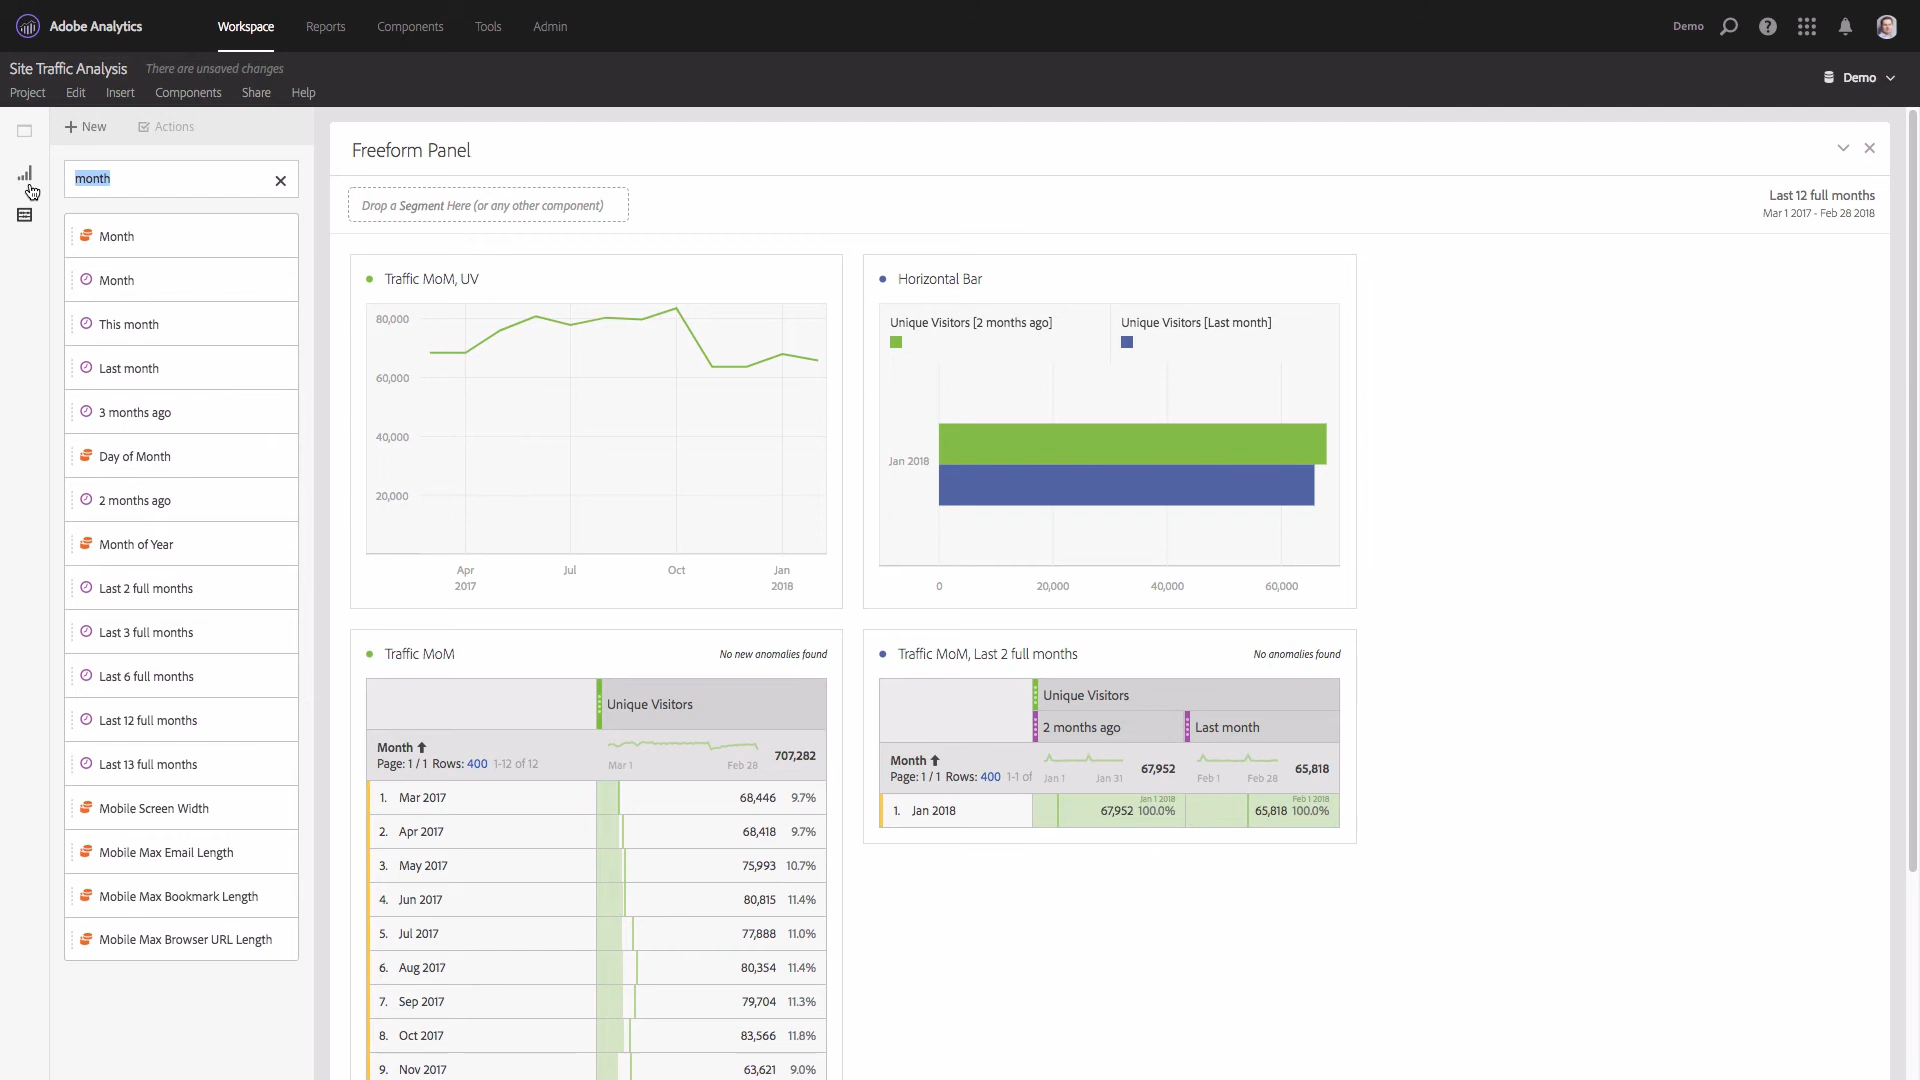 Adobe Analytics
Workspace
Reports
Components
Tools
Admin
Demo
Site Traffic Analysis
There are unsaved changes
Project
Edit
Insert
Components
Share
Help
Demo
New
Actions
month
Month
Month
This month
Last month
3 months ago
Day of Month
2 months ago
Month of Year
Last 2 full months
Last 3 full months
Last 6 full months
Last 12 full months
Last 13 full months
Mobile Screen Width
Mobile Max Email Length
Mobile Max Bookmark Length
Mobile Max Browser URL Length
Freeform Panel
Drop a Segment Here (or any other component)
Last 12 full months
Mar 1 2017 - Feb 28 2018
Traffic MoM, UV
80,000
60,000
40,000
20,000
Apr
2017
Jul
Oct
Jan
2018
Horizontal Bar
Unique Visitors [2 months ago]
Unique Visitors [Last month]
Jan 2018
0
20,000
40,000
60,000
Traffic MoM
No new anomalies found
Unique Visitors
Month
Page: 1 / 1 Rows: 400 1-12 of 12
Mar 1
Feb 28
707,282
1. Mar 2017 68,446 9.7%
2. Apr 2017 68,418 9.7%
3. May 2017 75,993 10.7%
4. Jun 2017 80,815 11.4%
5. Jul 2017 77,888 11.0%
6. Aug 2017 80,354 11.4%
7. Sep 2017 79,704 11.3%
8. Oct 2017 83,566 11.8%
9. Nov 2017 63,621 9.0%
Traffic MoM, Last 2 full months
No anomalies found
Unique Visitors
2 months ago
Last month
Month
Page: 1 / 1 Rows: 400 1-1 of
Jan 1
Jan 31
67,952
Feb 1
Feb 28
65,818
Jan 1 2018
Feb 1 2018
1. Jan 2018 67,952 100.0% 65,818 100.0%